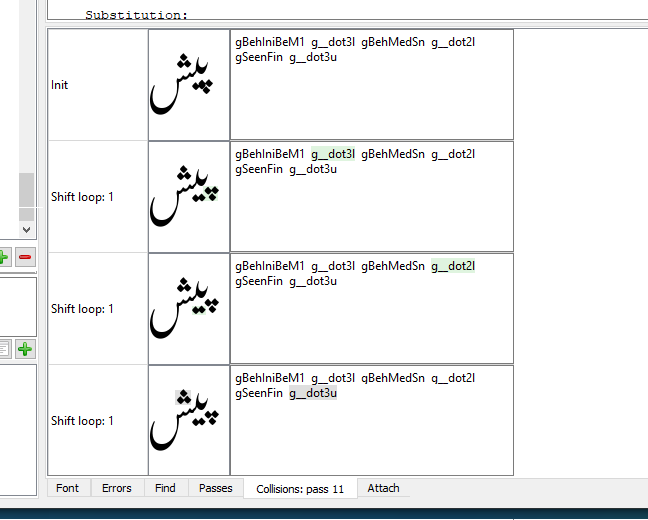 Substitution:
Init
پیش
gBehIniBeM1 g__dot3l gBehMedSn g__dot2l
gSeenFin g__dot3u
Shift loop: 1
پیش
gBehIniBeM1 g__dot3l gBehMedSn g__dot2l
gSeenFin g__dot3u
Shift loop: 1
پیش
gBehIniBeM1 g__dot3l gBehMedSn g__dot2l
gSeenFin g__dot3u
Shift loop: 1
پیش
gBehIniBeM1 g__dot3l gBehMedSn g__dot2l
gSeenFin g__dot3u
Font Errors Find Passes Collisions: pass 11 Attach